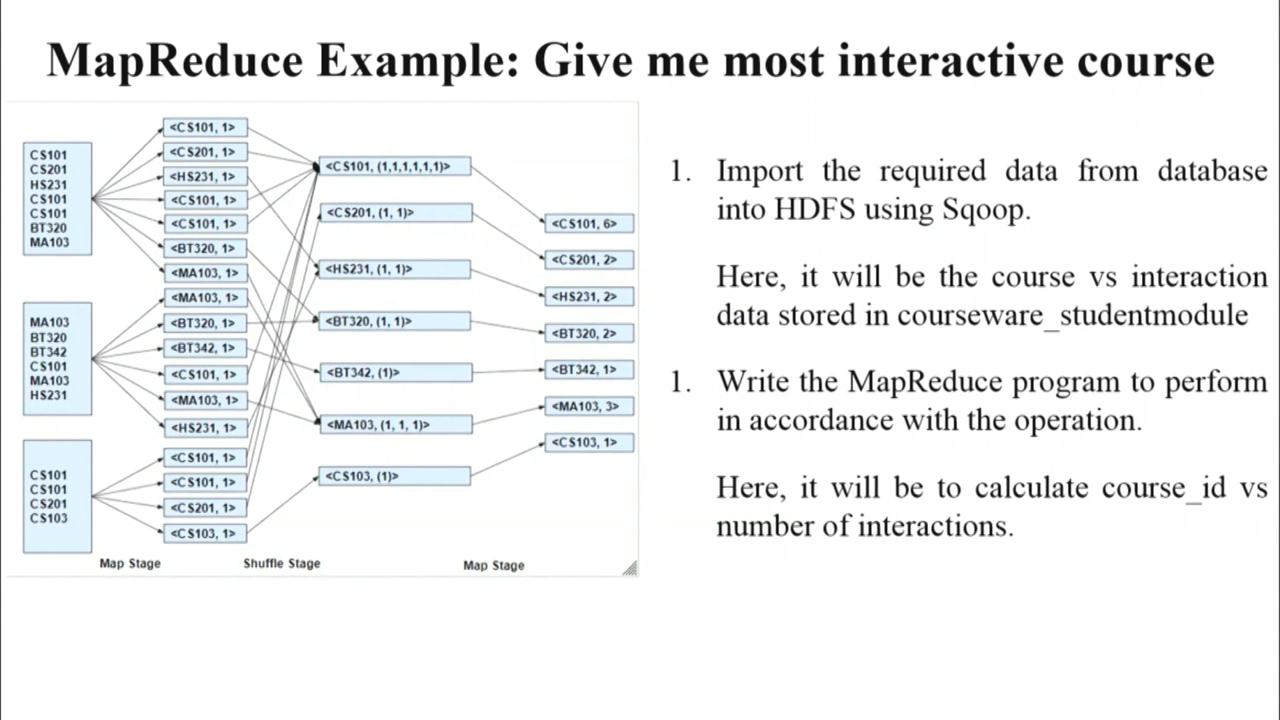 MapReduce Example: Give me most interactive course
CS101
CS201
HS231
CS101
CS101
BT320
MA103
MA103
BT320
BT342
CS101
MA103
HS231
CS101
CS101
CS201
CS103
<CS101, 1>
<CS201, 1>
<HS231, 1>
<CS101, 1>
<CS101, 1>
<BT320, 1>
<MA103, 1>
<MA103, 1>
<BT320, 1>
<BT342, 1>
<CS101, 1>
<MA103, 1>
<HS231, 1>
<CS101, 1>
<CS101, 1>
<CS201, 1>
<CS103, 1>
<CS101, (1,1,1,1,1,1)>
<CS201, (1, 1)>
<HS231, (1, 1)>
<BT320, (1, 1)>
<BT342, (1)>
<MA103, (1, 1, 1)>
<CS103, (1)>
<CS101, 6>
<CS201, 2>
<HS231, 2>
<BT320, 2>
<BT342, 1>
<MA103, 3>
<CS103, 1>
Map Stage
Shuffle Stage
Map Stage
1. Import the required data from database
into HDFS using Sqoop.
Here, it will be the course vs interaction
data stored in courseware_studentmodule
1. Write the MapReduce program to perform
in accordance with the operation.
Here, it will be to calculate course_id vs
number of interactions.